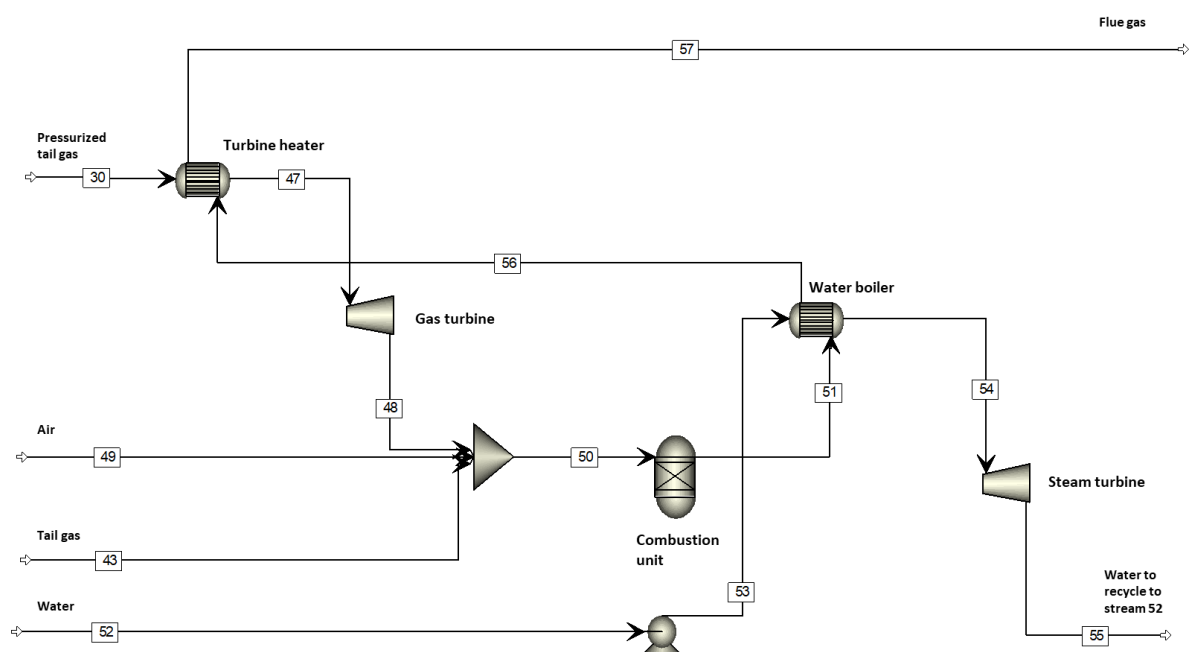 Flue gas
57
Pressurized
tail gas
Turbine heater
30
47
56
Water boiler
Gas turbine
51
54
48
Air
49
50
Steam turbine
Combustion
unit
Tail gas
43
53
Water to
recycle to
stream 52
Water
52
55